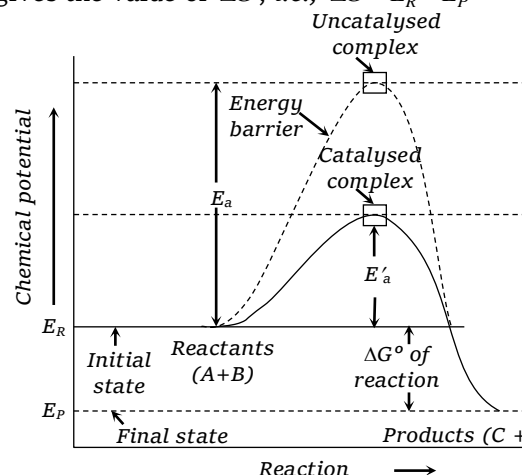 gives the value of ΔG°, i.e., ΔG° E_R E_P
Uncatalysed
complex
Energy
barrier
Catalysed
complex
Chemical potential
E_a
E'_a
E_R
Reactants
(A+B)
Initial
state
ΔG° of
reaction
E_P
Final state
Products (C +
Reaction